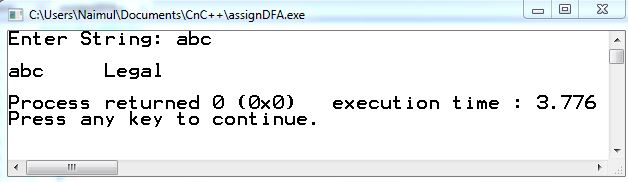 C:\Users\Naimul\Documents\CnC++\assignDFA.exe
Enter String: abc
abc     Legal
Process returned 0 (0x0)   execution time : 3.776
Press any key to continue.